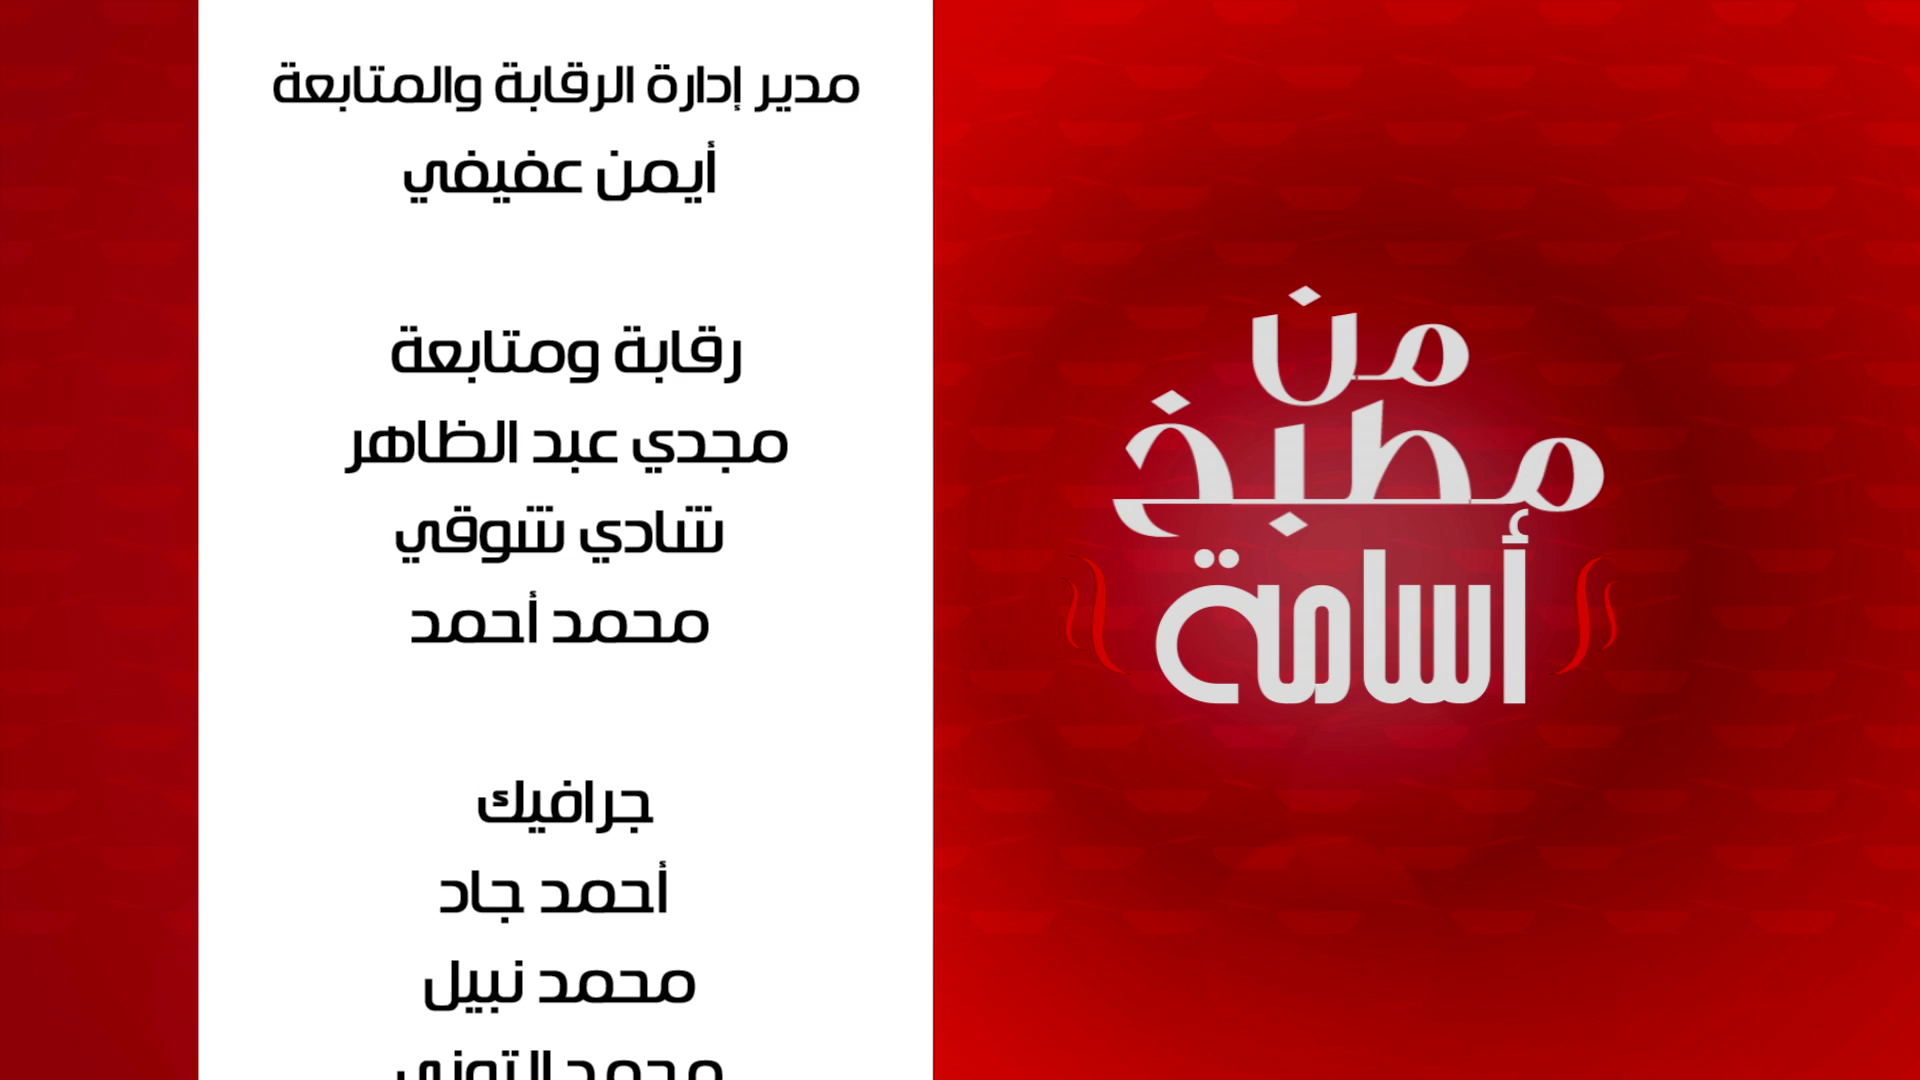 مدير إدارة الرقابة والمتابعة
أيمن عفيفي
رقابة ومتابعة
مجدي عبد الظاهر
شادي شوقي
محمد أحمد
جرافيك
أحمد جاد
محمد نبيل
محمد
من
مطبخ
أسامة